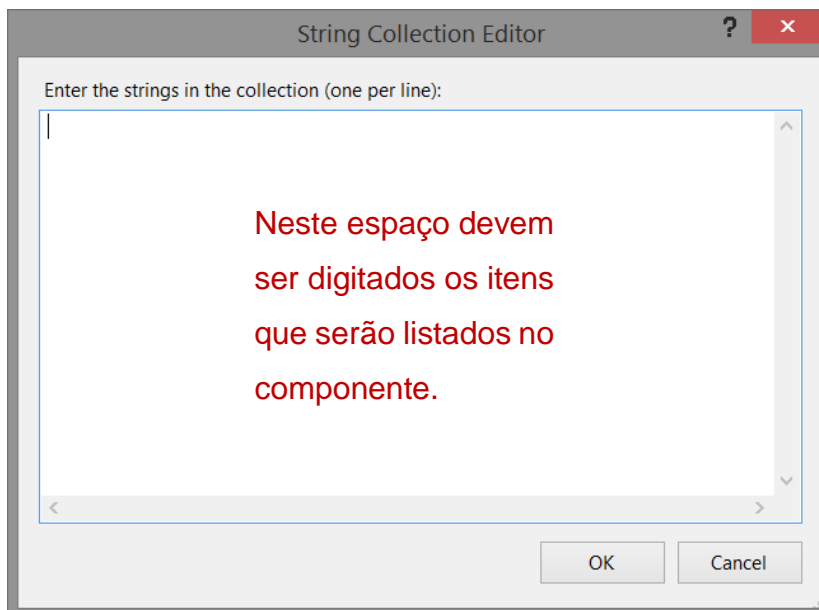 String Collection Editor
? ×
Enter the strings in the collection (one per line):
Neste espaço devem
ser digitados os itens
que serão listados no
componente.
OK Cancel